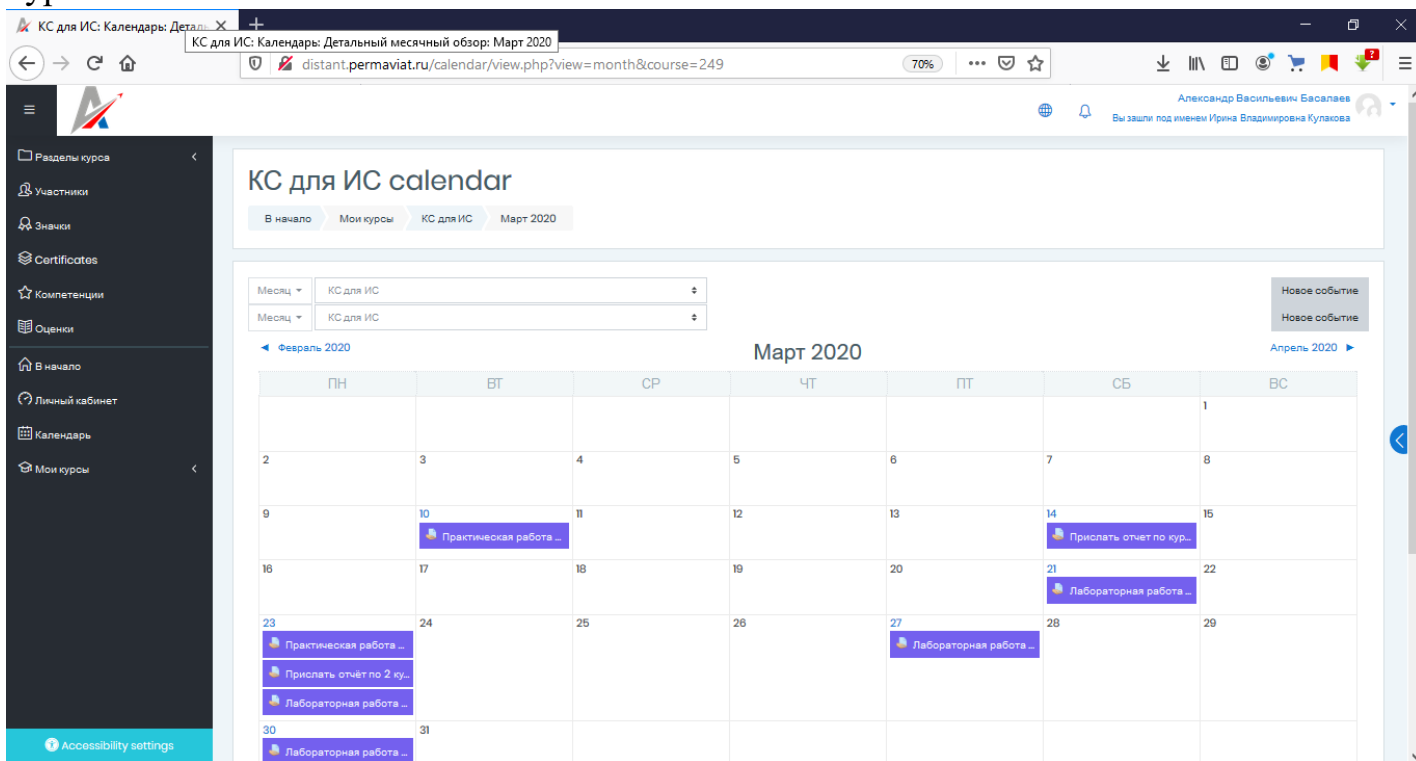 КС для ИС: Календарь: Деталь
КС для ИС: Календарь: Детальный месячный обзор: Март 2020
distant.permaviat.ru/calendar/view.php?view=month&course=249
70%
Александр Васильевич Басалаев
Вы зашли под именем Ирина Владимировна Кулакова
Разделы курса
Участники
Значки
Certificates
Компетенции
Оценки
В начало
Личный кабинет
Календарь
Мои курсы
Accessibility settings
КС для ИС calendar
В начало Мои курсы КС для ИС Март 2020
Месяц КС для ИС Новое событие
Месяц КС для ИС Новое событие
◄ Февраль 2020 Март 2020 Апрель 2020 ►
ПН ВТ СР ЧТ ПТ СБ ВС
1
2 3 4 5 6 7 8
9 10 11 12 13 14 15
Практическая работа ... Прислать отчет по кур...
16 17 18 19 20 21 22
Лабораторная работа ...
23 24 25 26 27 28 29
Практическая работа ... Лабораторная работа ...
Прислать отчёт по 2 ку...
Лабораторная работа ...
30 31
Лабораторная работа ...